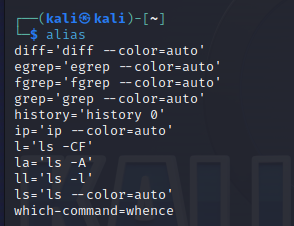 ┌──(kali㉿kali)-[~]
└─$ alias
diff='diff --color=auto'
egrep='egrep --color=auto'
fgrep='fgrep --color=auto'
grep='grep --color=auto'
history='history 0'
ip='ip --color=auto'
l='ls -CF'
la='ls -A'
ll='ls -l'
ls='ls --color=auto'
which-command=whence